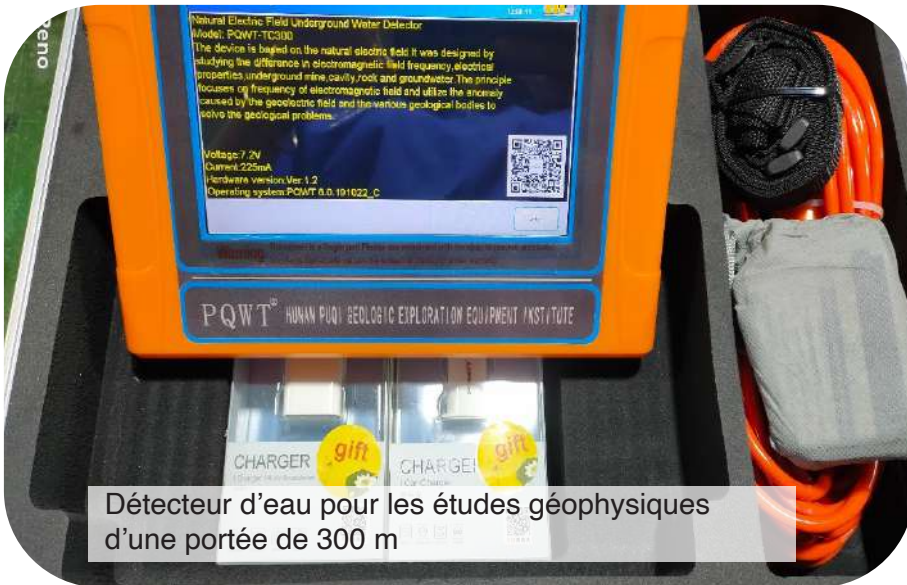 Reno
Natural Electric Field Underground Water Detector
Model: PQWT-TC300
The device is based on the natural electric field It was designed by
studying the difference in electromagnetic field frequency,electrical
properties,underground mine,cavity,rock and groundwater.The principle
focuses on frequency of electromagnetic field and utilize the anomaly
caused by the geoelectric field and the various geological bodies to
solve the geological problems.
Voltage:7.2V
Current:225mA
Hardware version:Ver.1.2
Operating system:PQWT 6.0.191022_C
Warning
PQWT® HUNAN PUQI GEOLOGIC EXPLORATION EQUIPMENT INSTITUTE
CHARGER gift
CHARGER gift
Car Charger
Détecteur d'eau pour les études géophysiques
d'une portée de 300 m